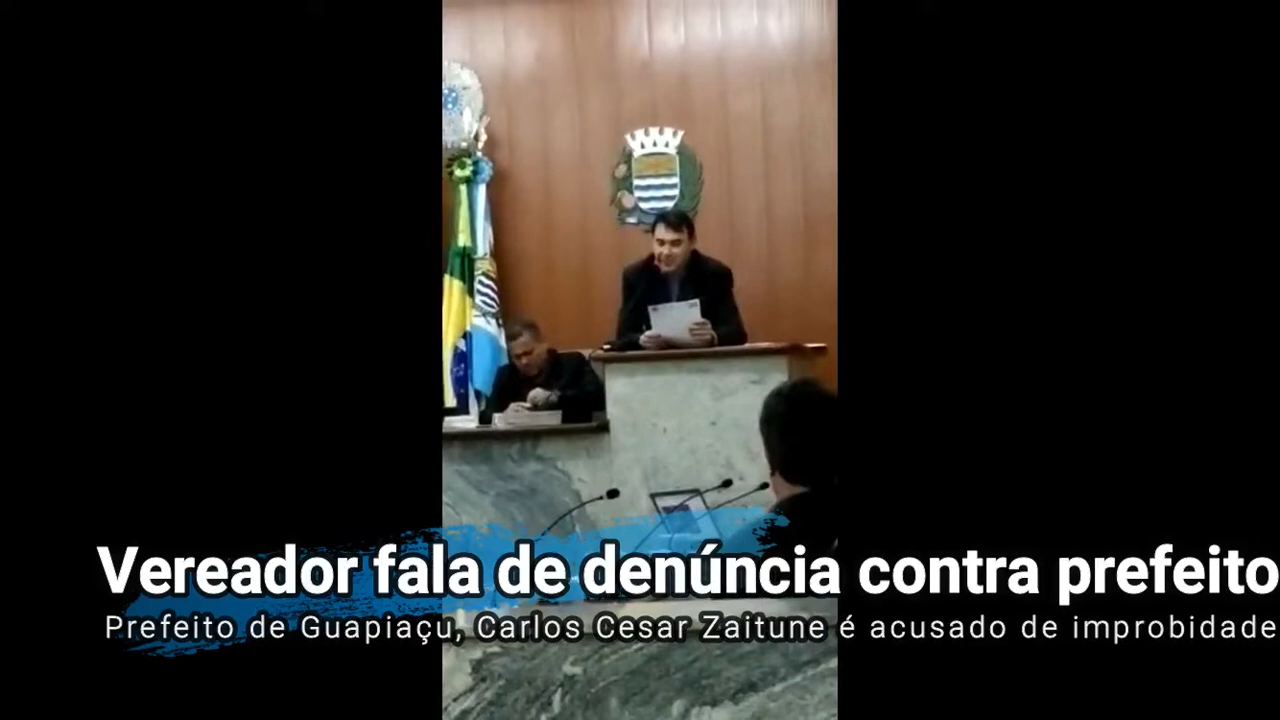 Vereador fala de denúncia contra prefeito
Prefeito de Guapiaçu, Carlos Cesar Zaitune é acusado de improbidade